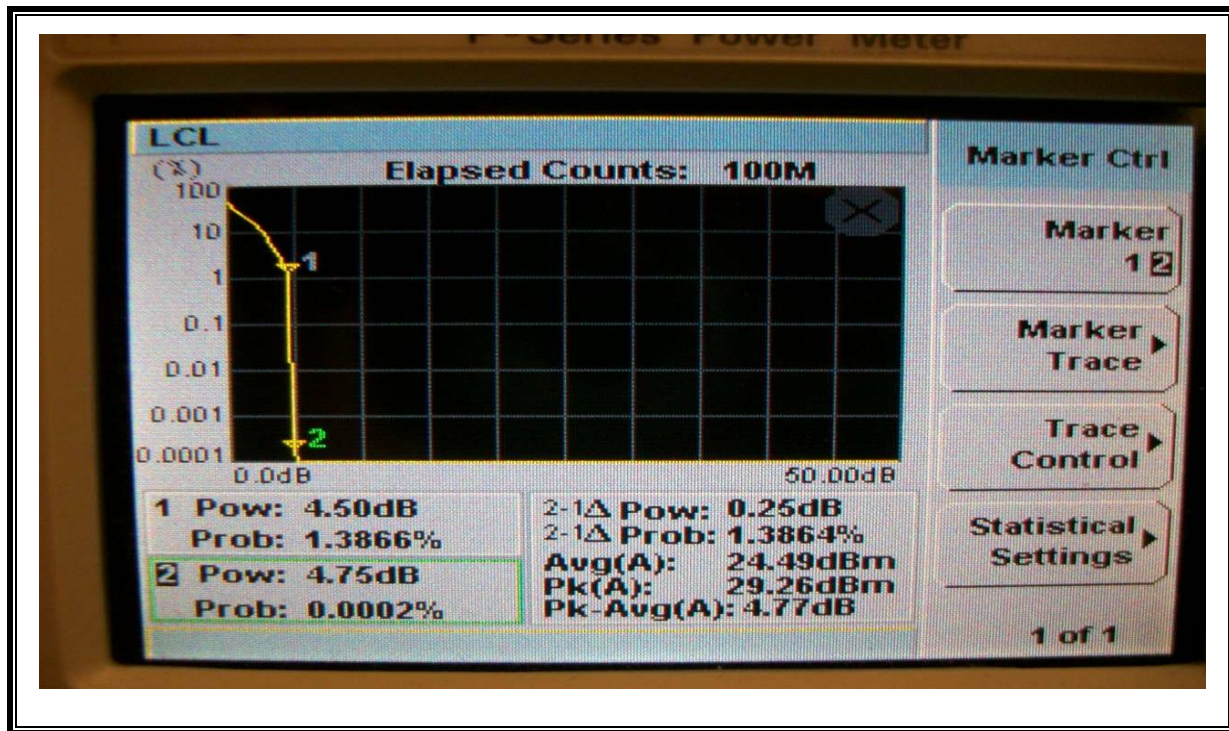 P-Series Power Meter
LCL
(%)
Elapsed Counts: 100M
100
10
1
0.1
0.01
0.001
0.0001
1
2
0.0dB
50.00dB
1 Pow: 4.50dB
Prob: 1.3866%
2 Pow: 4.75dB
Prob: 0.0002%
2-1Δ Pow: 0.25dB
2-1Δ Prob: 1.3864%
Avg(A): 24.49dBm
Pk(A): 29.26dBm
Pk-Avg(A): 4.77dB
Marker Ctrl
Marker
1 2
Marker
Trace
Trace
Control
Statistical
Settings
1 of 1